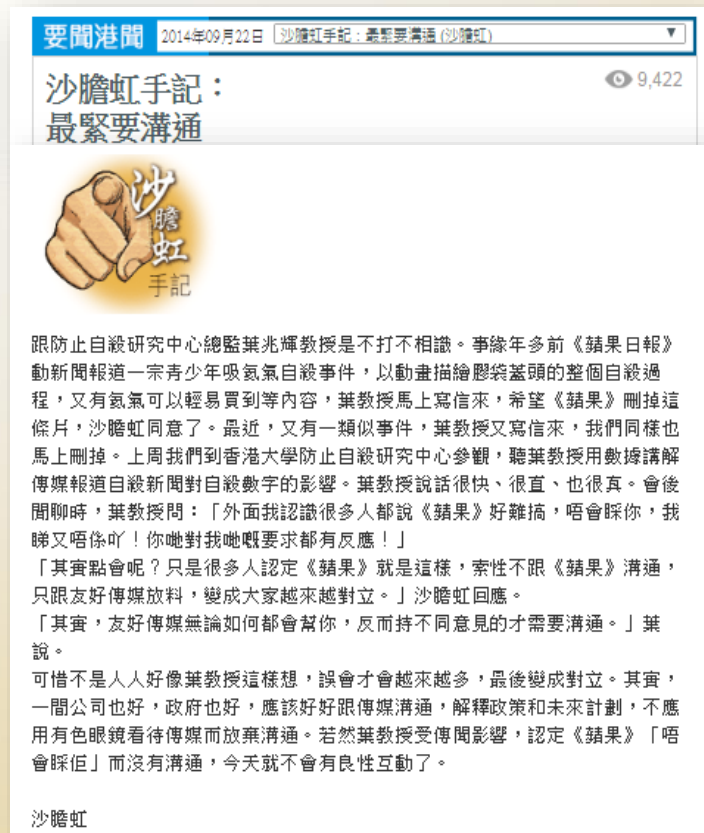 要聞港聞 2014年09月22日 沙膽虹手記：最緊要溝通 (沙膽虹)
沙膽虹手記：
最緊要溝通
9,422
沙
膽
虹
手記
跟防止自殺研究中心總監葉兆輝教授是不打不相識。事緣年多前《蘋果日報》
動新聞報道一宗青少年吸氦氣自殺事件，以動畫描繪膠袋蓋頭的整個自殺過
程，又有氦氣可以輕易買到等內容，葉教授馬上寫信來，希望《蘋果》刪掉這
條片，沙膽虹同意了。最近，又有一類似事件，葉教授又寫信來，我們同樣也
馬上刪掉。上周我們到香港大學防止自殺研究中心參觀，聽葉教授用數據講解
傳媒報道自殺新聞對自殺數字的影響。葉教授說話很快、很直、也很真。會後
閒聊時，葉教授問：「外面我認識很多人都說《蘋果》好難搞，唔會睬你，我
睇又唔係吖！你哋對我哋嘅要求都有反應！」
「其實點會呢？只是很多人認定《蘋果》就是這樣，索性不跟《蘋果》溝通，
只跟友好傳媒放料，變成大家越來越對立。」沙膽虹回應。
「其實，友好傳媒無論如何都會幫你，反而持不同意見的才需要溝通。」葉
說。
可惜不是人人好像葉教授這樣想，誤會才會越來越多，最後變成對立。其實，
一間公司也好，政府也好，應該好好跟傳媒溝通，解釋政策和未來計劃，不應
用有色眼鏡看待傳媒而放棄溝通。若然葉教授受傳聞影響，認定《蘋果》「唔
會睬佢」而沒有溝通，今天就不會有良性互動了。
沙膽虹